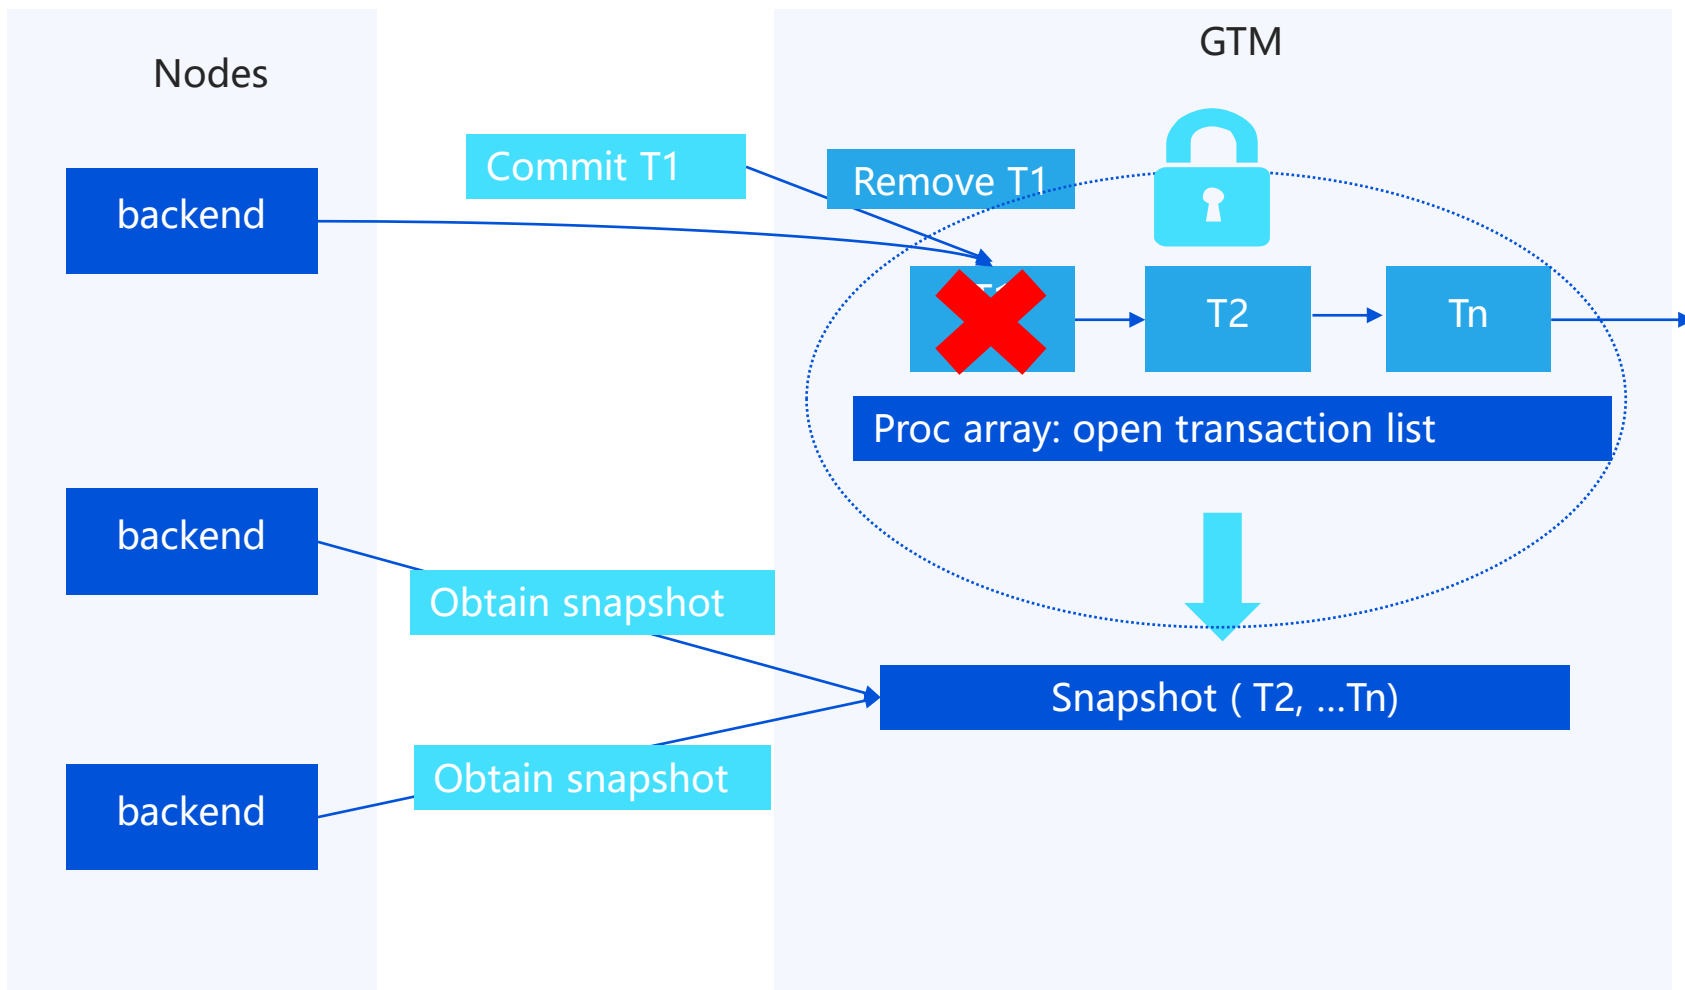 Nodes
GTM
Commit T1
Remove T1
backend
T1
T2
Tn
Proc array: open transaction list
backend
Obtain snapshot
Snapshot ( T2, ...Tn)
Obtain snapshot
backend